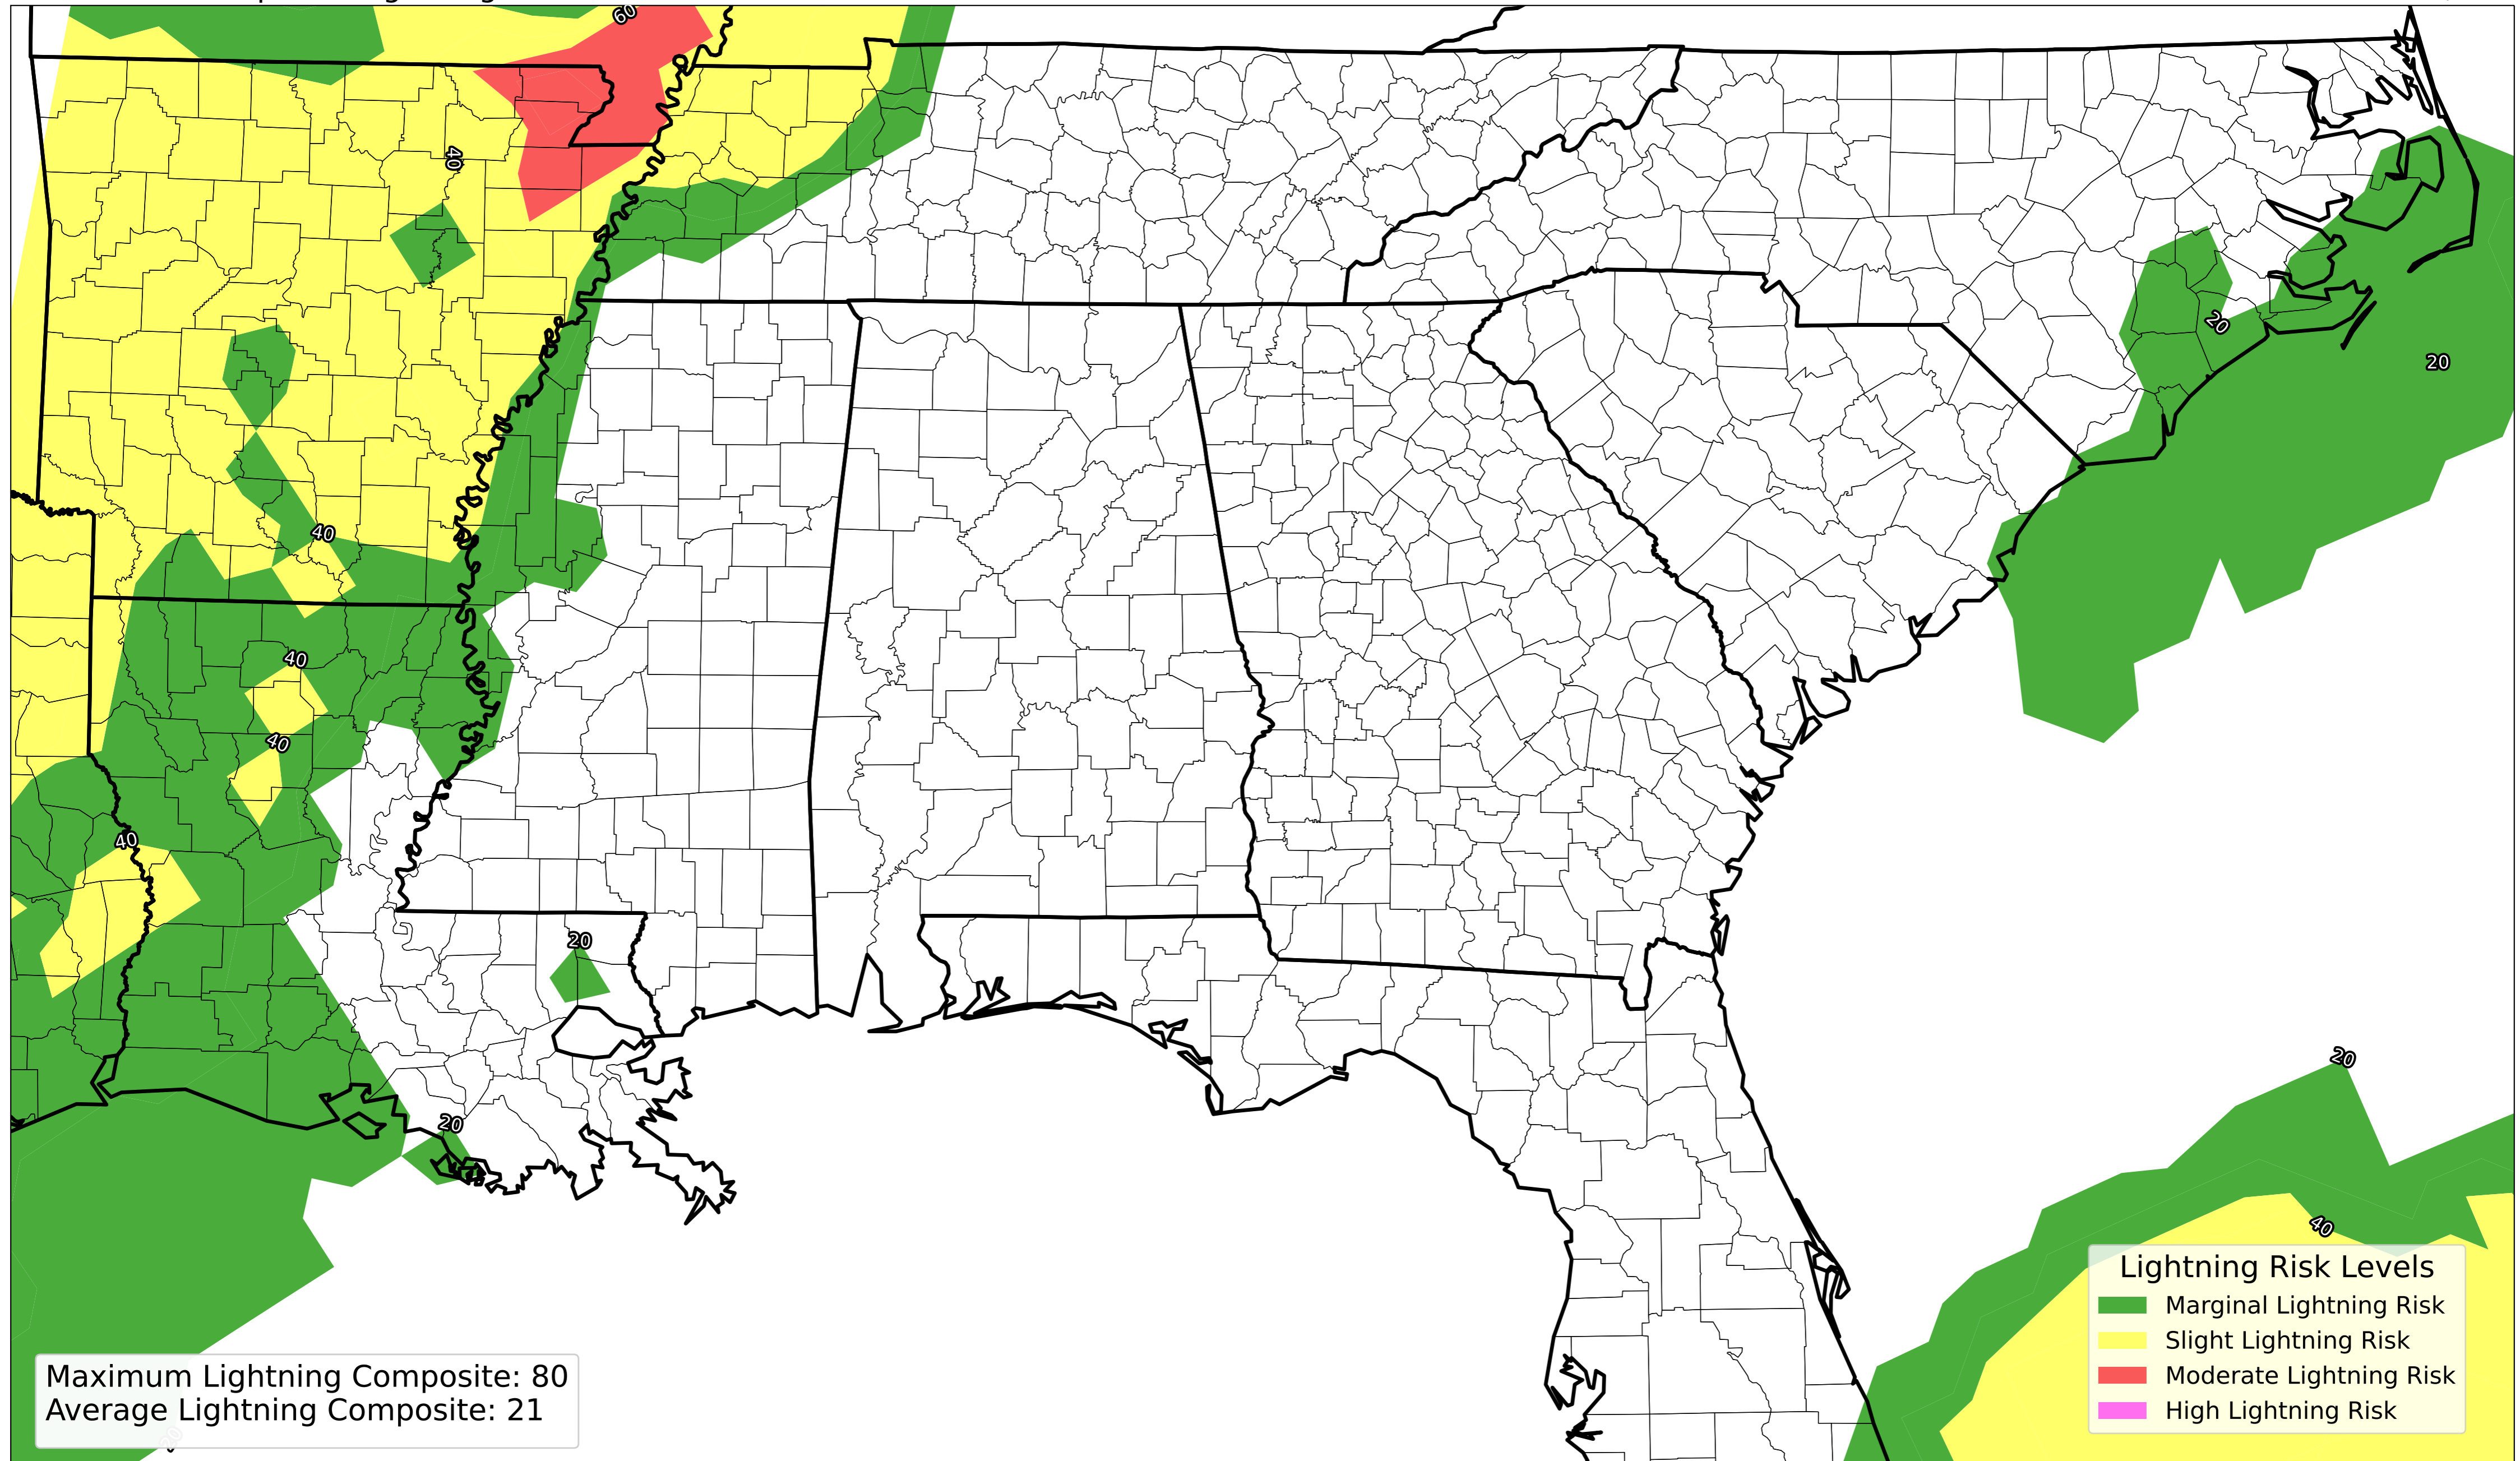 60
40
20
20
40
40
40
40
20
20
20
40
Lightning Risk Levels
Marginal Lightning Risk
Slight Lightning Risk
Moderate Lightning Risk
High Lightning Risk
Maximum Lightning Composite: 80
Average Lightning Composite: 21